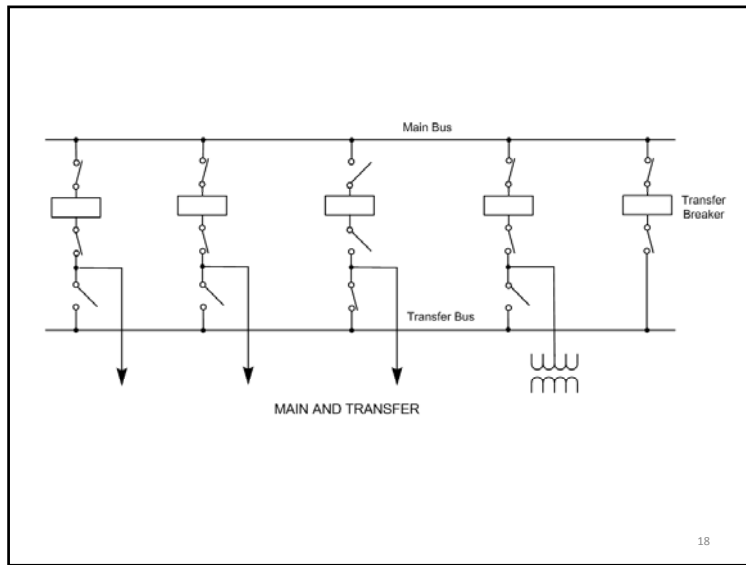 Main Bus
Transfer
Breaker
Transfer Bus
MAIN AND TRANSFER
18